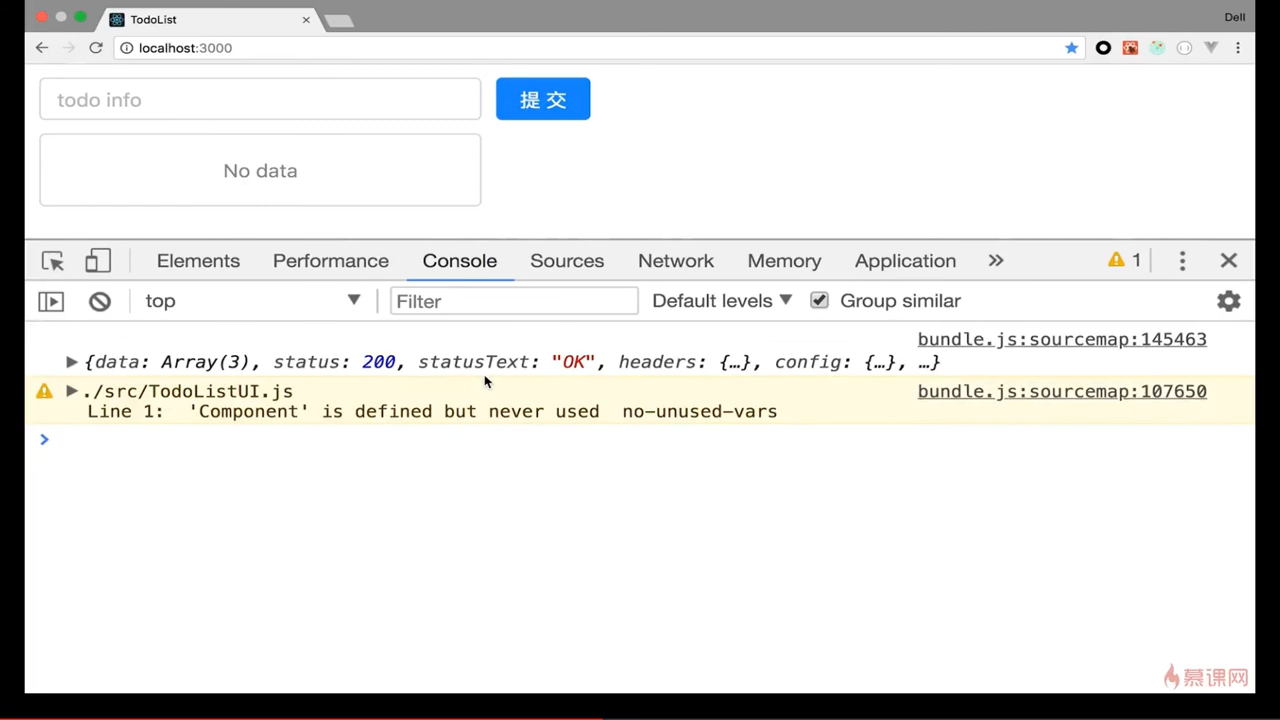 TodoList
Dell
localhost:3000
todo info
提 交
No data
Elements Performance Console Sources Network Memory Application » 1
top Filter Default levels Group similar
bundle.js:sourcemap:145463
{data: Array(3), status: 200, statusText: "OK", headers: {…}, config: {…}, …}
./src/TodoListUI.js bundle.js:sourcemap:107650
Line 1: 'Component' is defined but never used no-unused-vars
慕课网